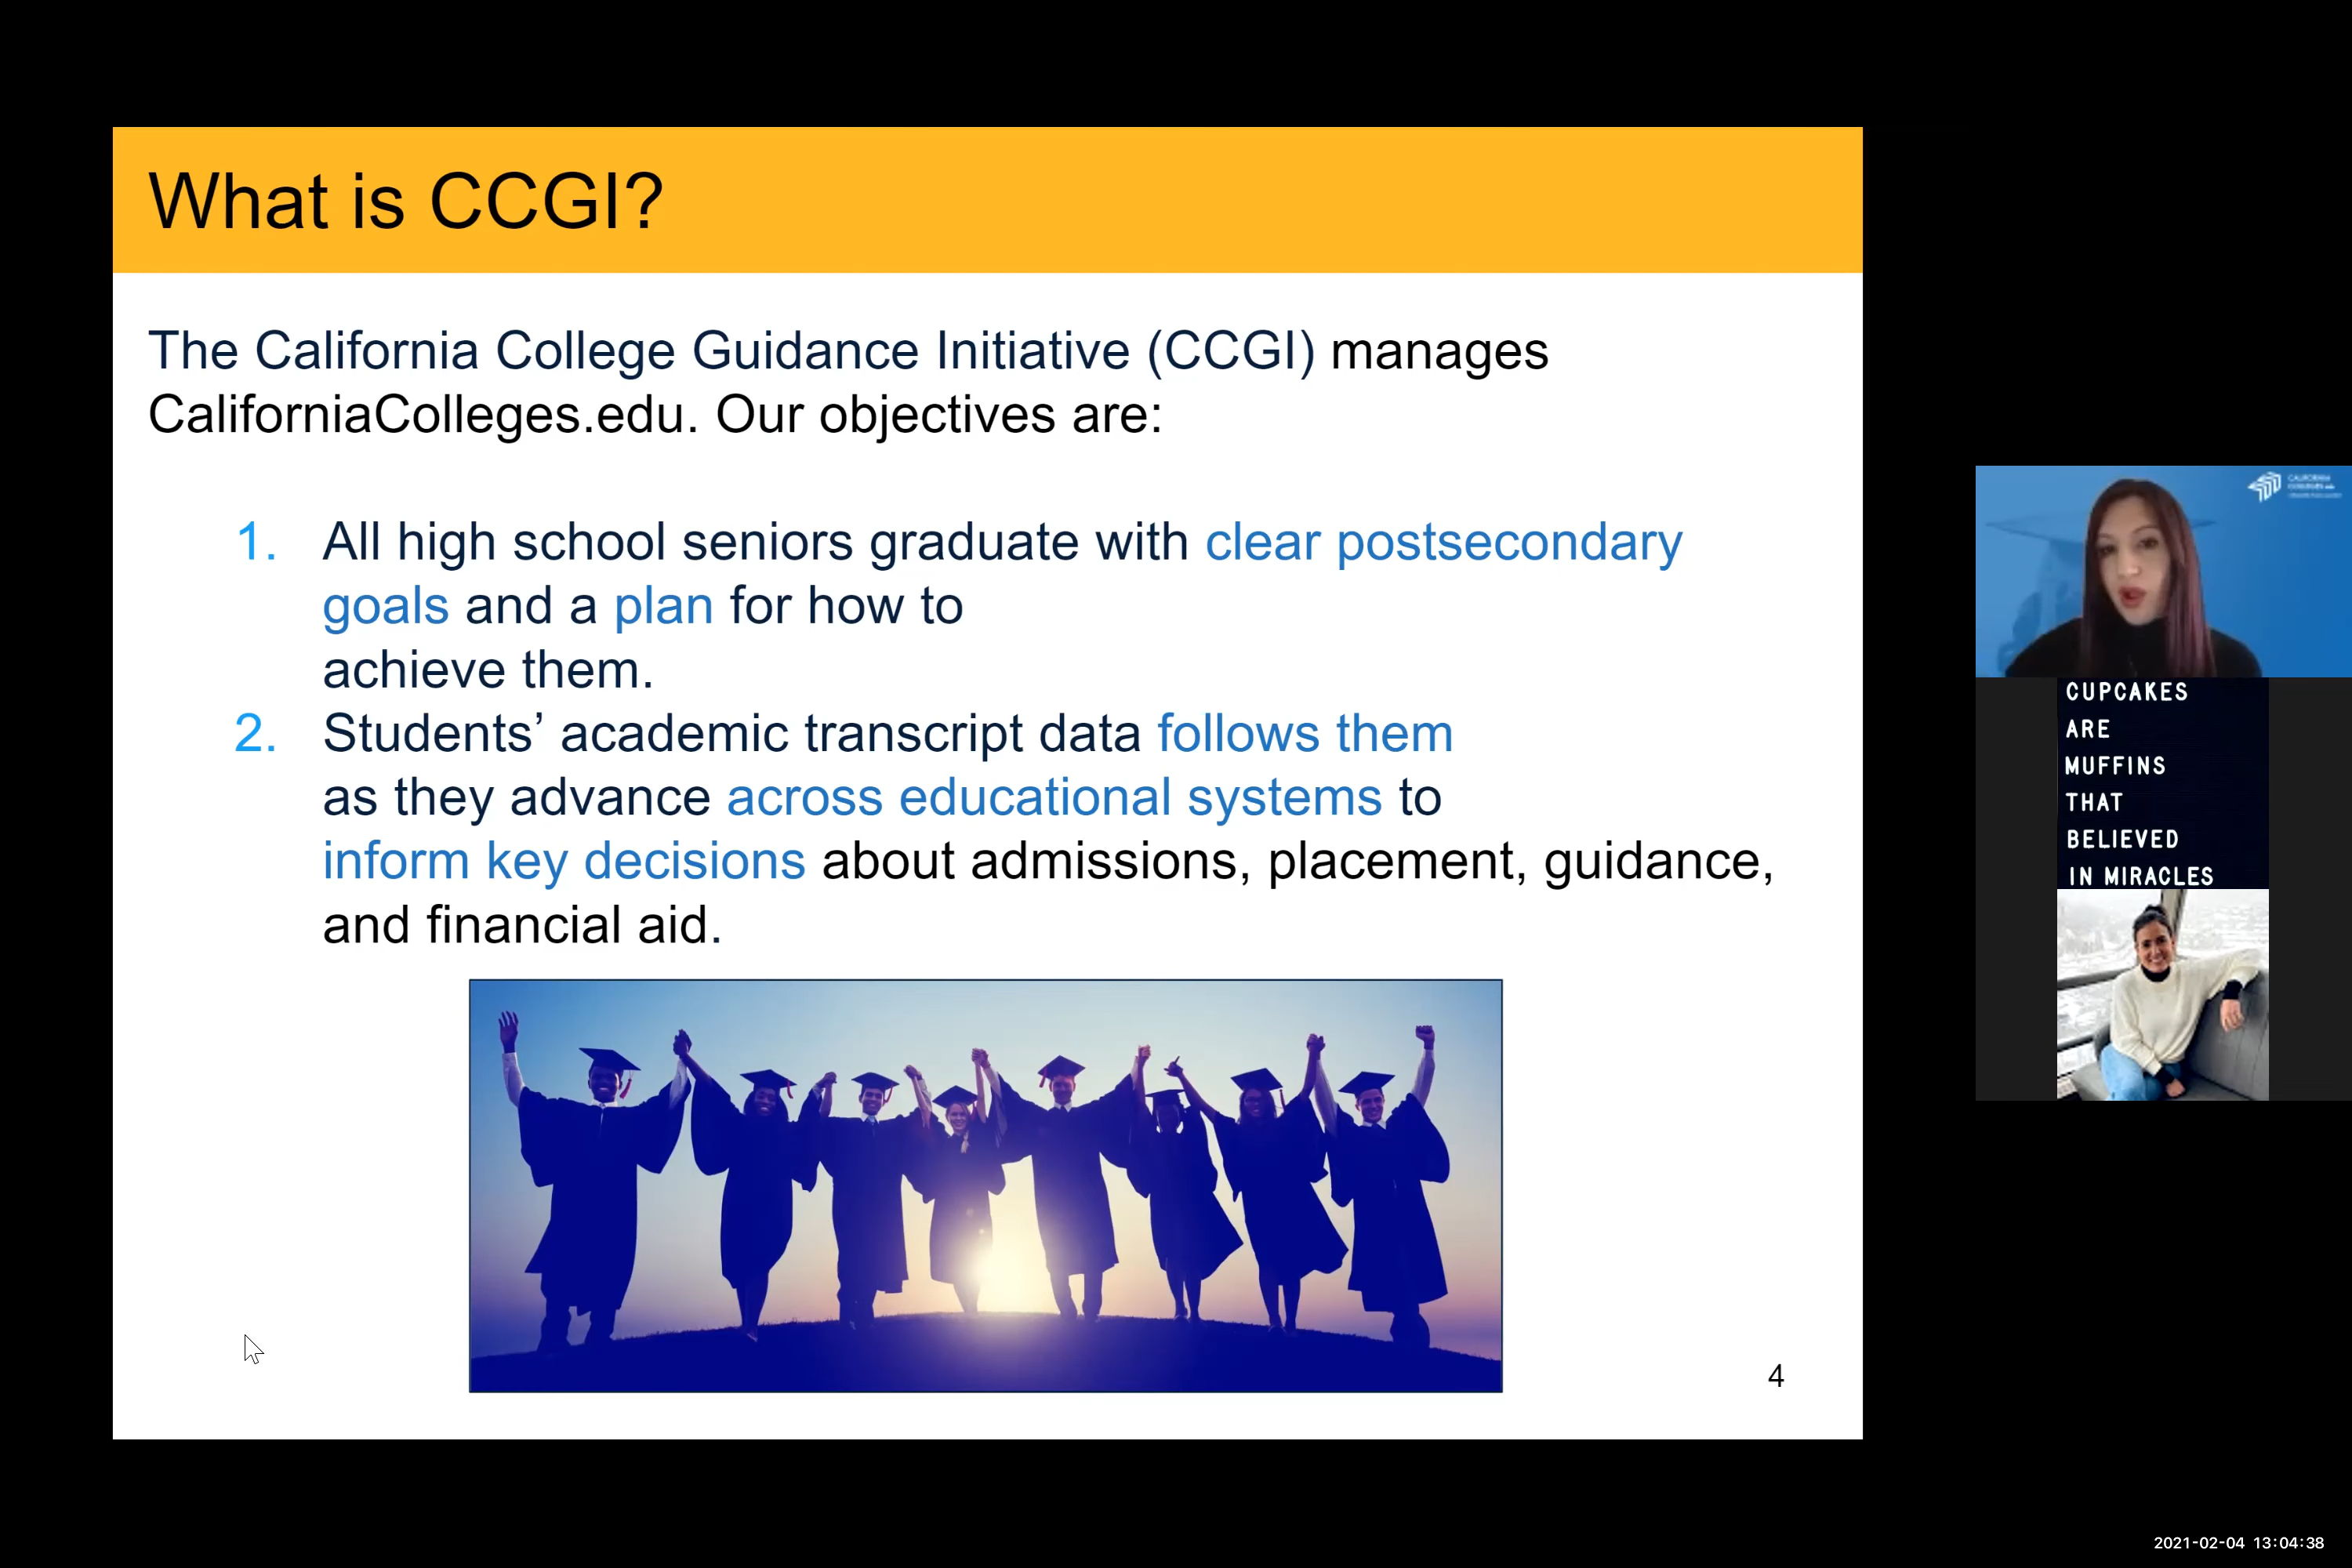 What is CCGI?
The California College Guidance Initiative (CCGI) manages
CaliforniaColleges.edu. Our objectives are:
1. All high school seniors graduate with clear postsecondary
goals and a plan for how to
achieve them.
2. Students’ academic transcript data follows them
as they advance across educational systems to
inform key decisions about admissions, placement, guidance,
and financial aid.
4
CALIFORNIA
COLLEGES.edu
CUPCAKES
ARE
MUFFINS
THAT
BELIEVED
IN MIRACLES
2021-02-04 13:04:38